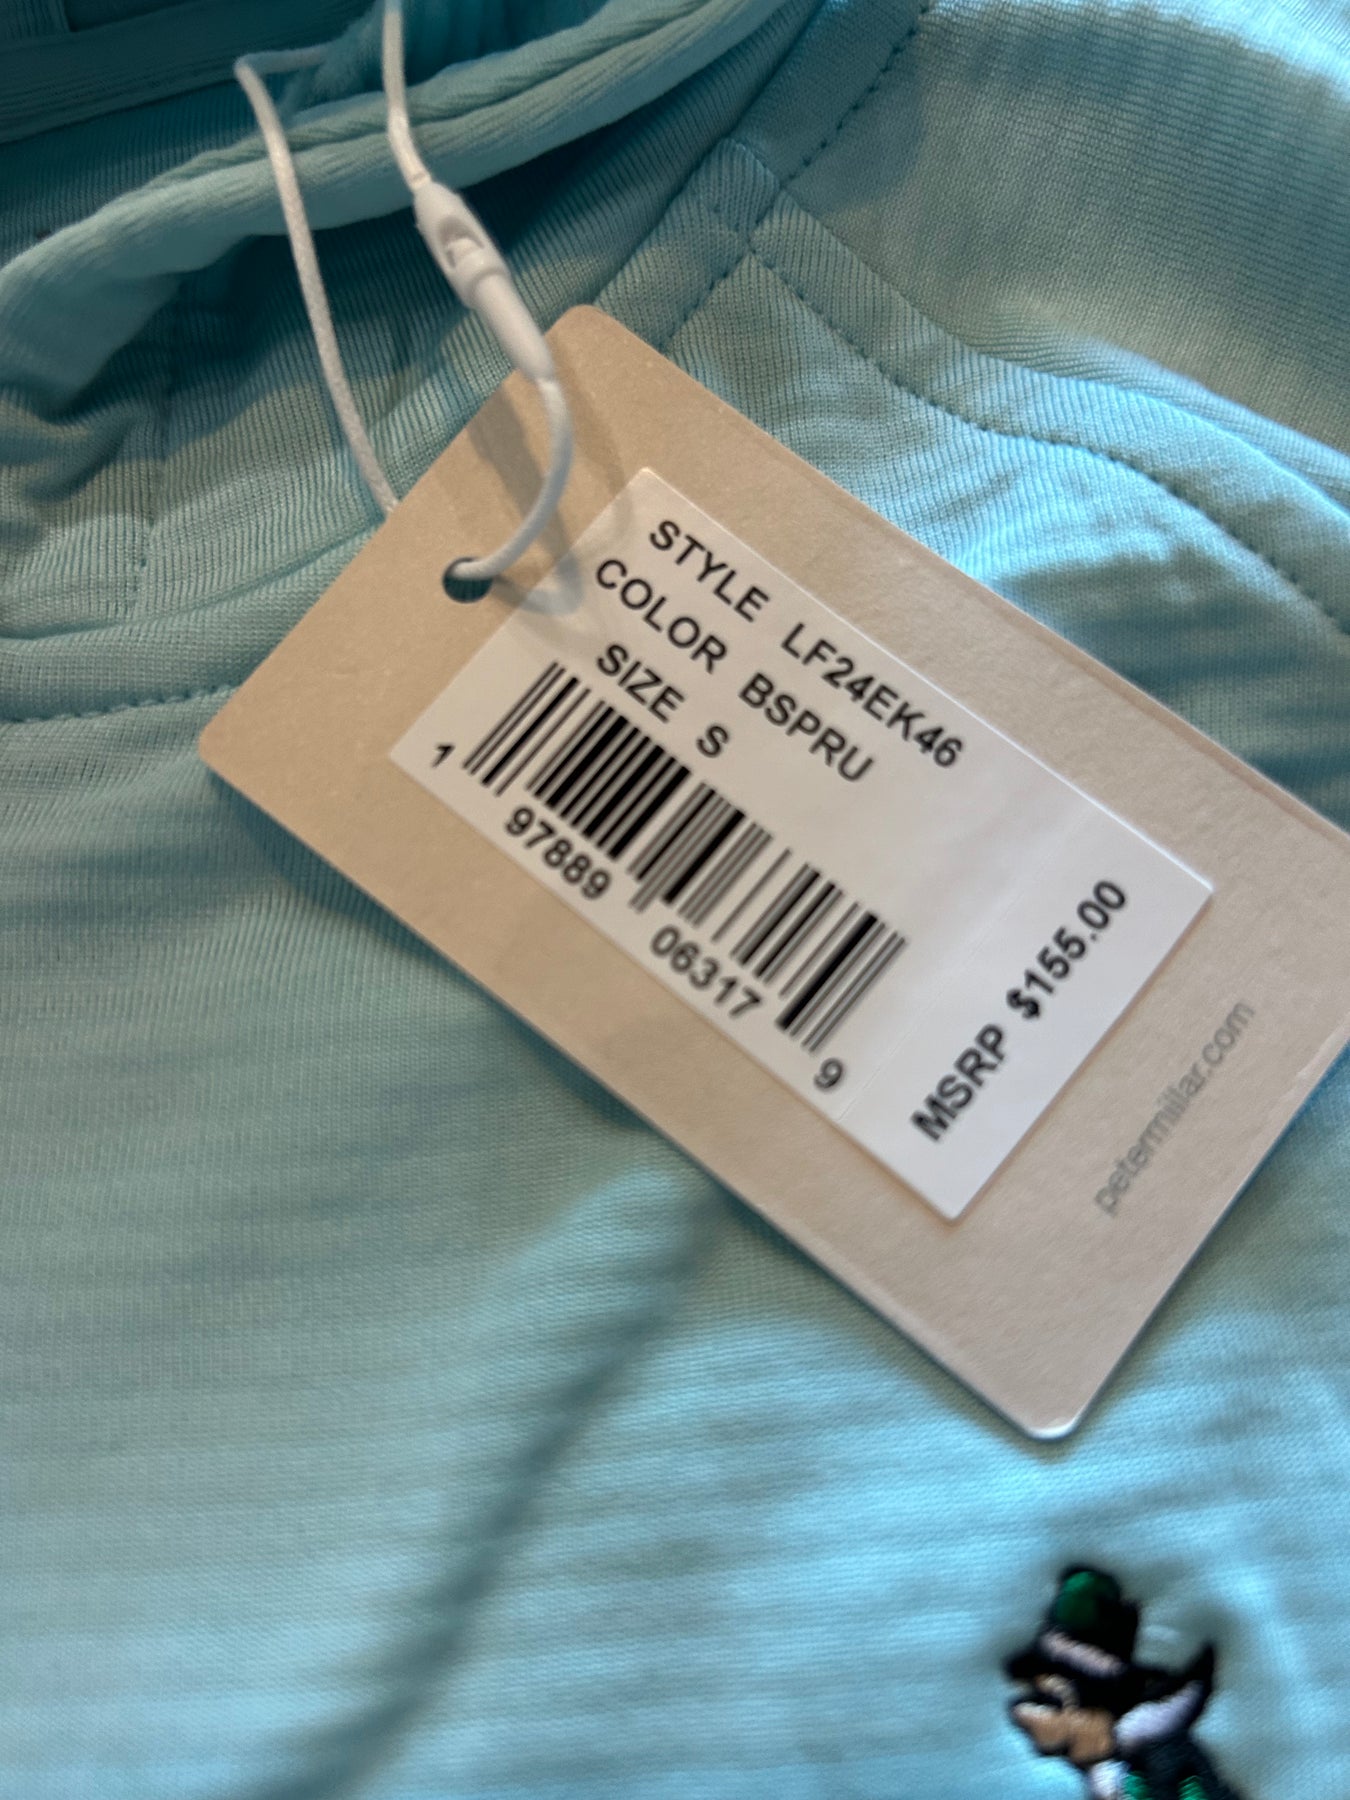 STYLE LF24EK46
COLOR BSPRU
SIZE S
1 97889 06317 9
MSRP $155.00
petermillar.com